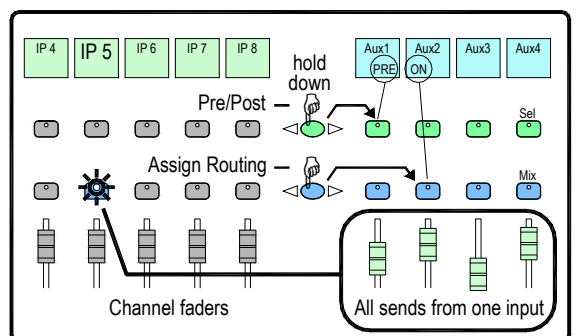 IP 4 IP 5 IP 6 IP 7 IP 8 Aux1 Aux2 Aux3 Aux4
PRE ON
hold
down
Pre/Post
Sel
Assign Routing
Mix
Channel faders
All sends from one input